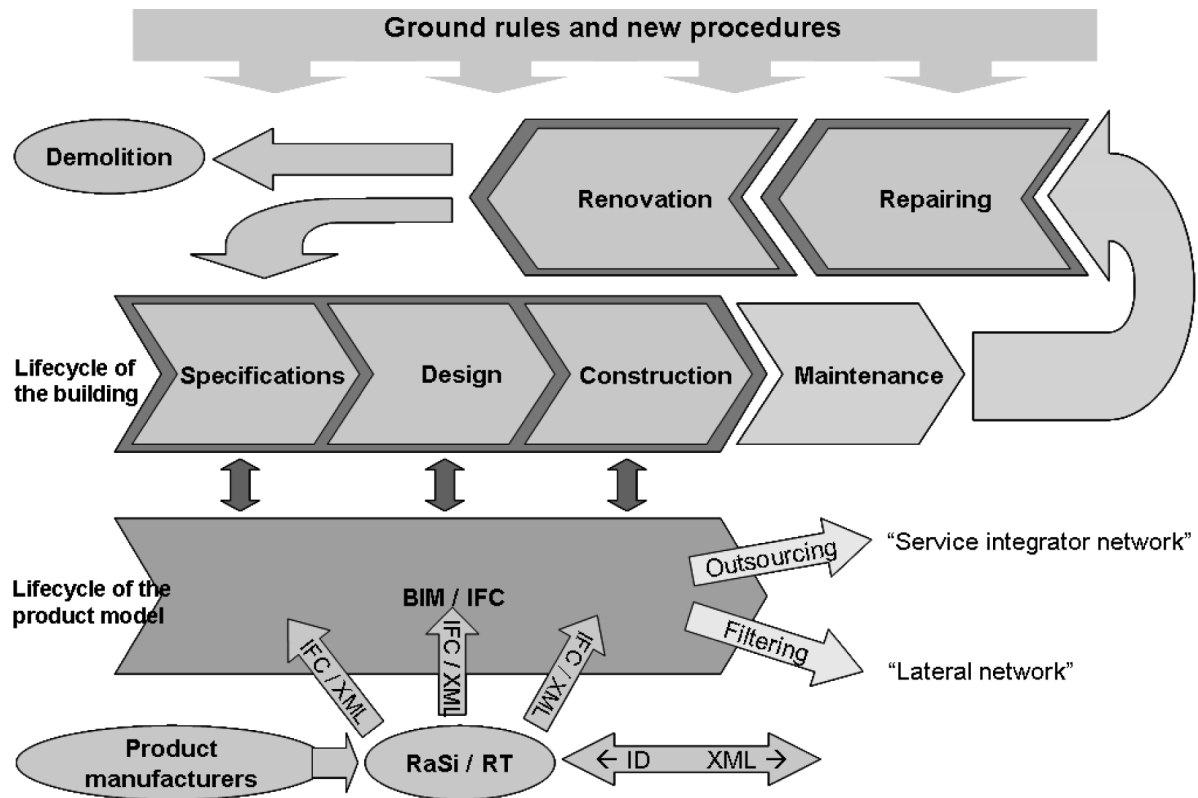 Ground rules and new procedures
Demolition
Renovation
Repairing
Lifecycle of
the building
Specifications
Design
Construction
Maintenance
Outsourcing
“Service integrator network”
Lifecycle of the
product model
BIM / IFC
Filtering
“Lateral network”
IFC / XML
IFC / XML
IFC / XML
Product
manufacturers
RaSi / RT
← ID XML →